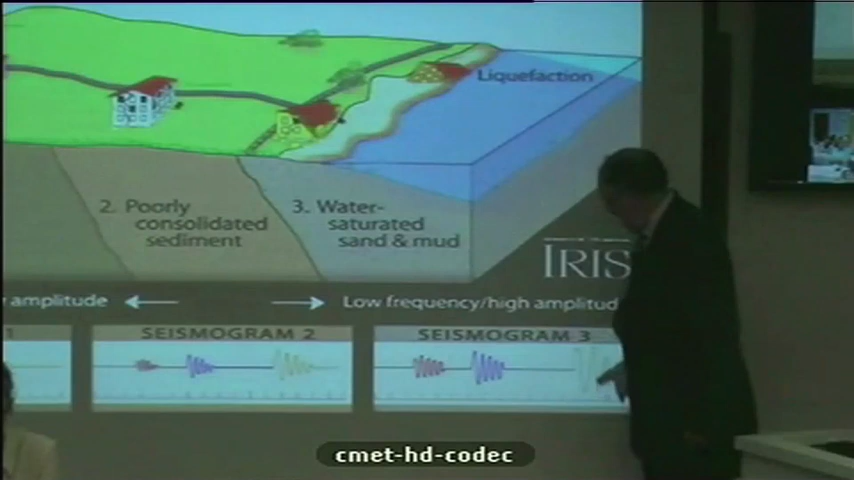 Liquefaction
2. Poorly
consolidated
sediment
3. Water-
saturated
sand & mud
IRIS
amplitude
Low frequency/high amplitud
1
SEISMOGRAM 2
SEISMOGRAM 3
cmet-hd-codec